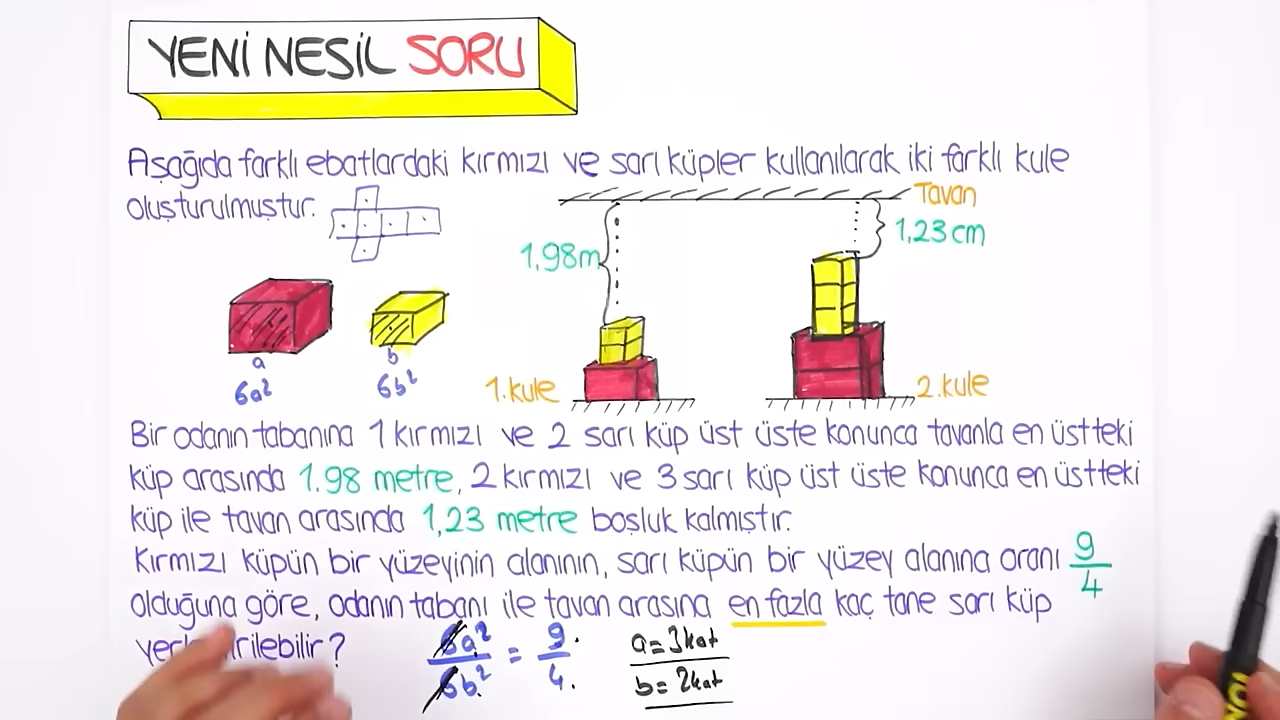 YENİ NESİL SORU
Aşağıda farklı ebatlardaki kırmızı ve sarı küpler kullanılarak iki farklı kule
oluşturulmuştur.
Tavan
1,98m
1,23cm
a
6a²
b
6b²
1.kule
2.kule
Bir odanın tabanına 1 kırmızı ve 2 sarı küp üst üste konunca tavanla en üstteki
küp arasında 1.98 metre, 2 kırmızı ve 3 sarı küp üst üste konunca en üstteki
küp ile tavan arasında 1,23 metre boşluk kalmıştır.
Kırmızı küpün bir yüzeyinin alanının, sarı küpün bir yüzey alanına oranı 9/4
olduğuna göre, odanın tabanı ile tavan arasına en fazla kaç tane sarı küp
? 
6a²/6b² = 9/4
a=3kat
b=2kat